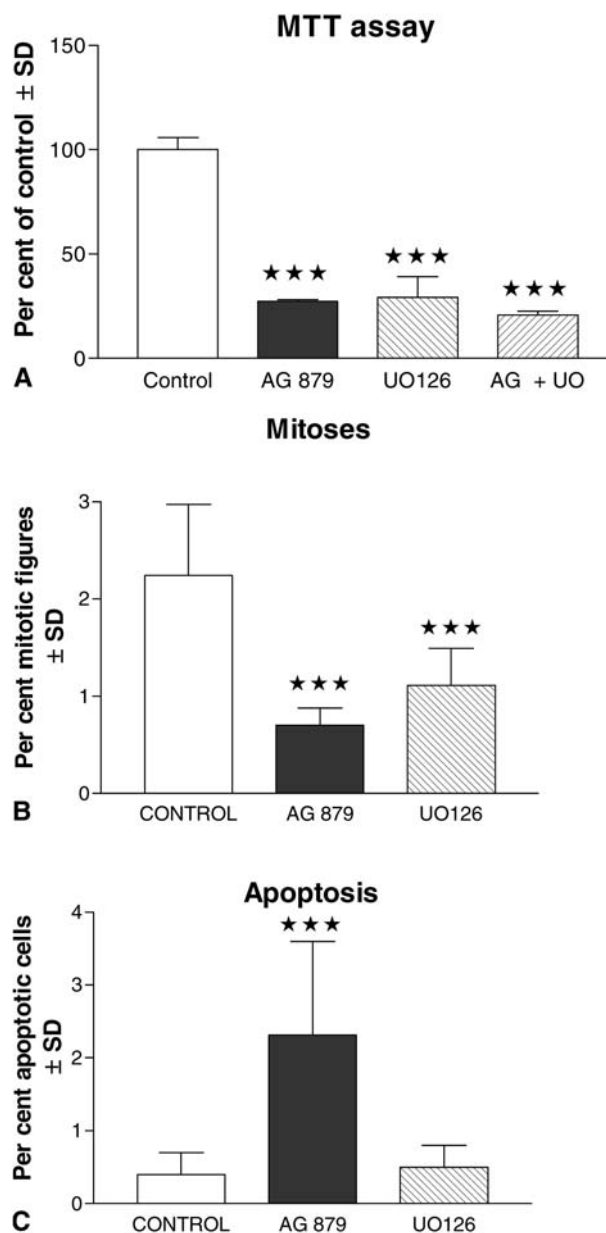 MTT assay
Per cent of control ± SD
150
100
50
0
★★★
★★★
★★★
Control AG 879 UO126 AG + UO
A
Mitoses
Per cent mitotic figures
± SD
3
2
1
0
★★★
★★★
CONTROL AG 879 UO126
B
Apoptosis
Per cent apoptotic cells
± SD
4
3
2
1
0
★★★
CONTROL AG 879 UO126
C